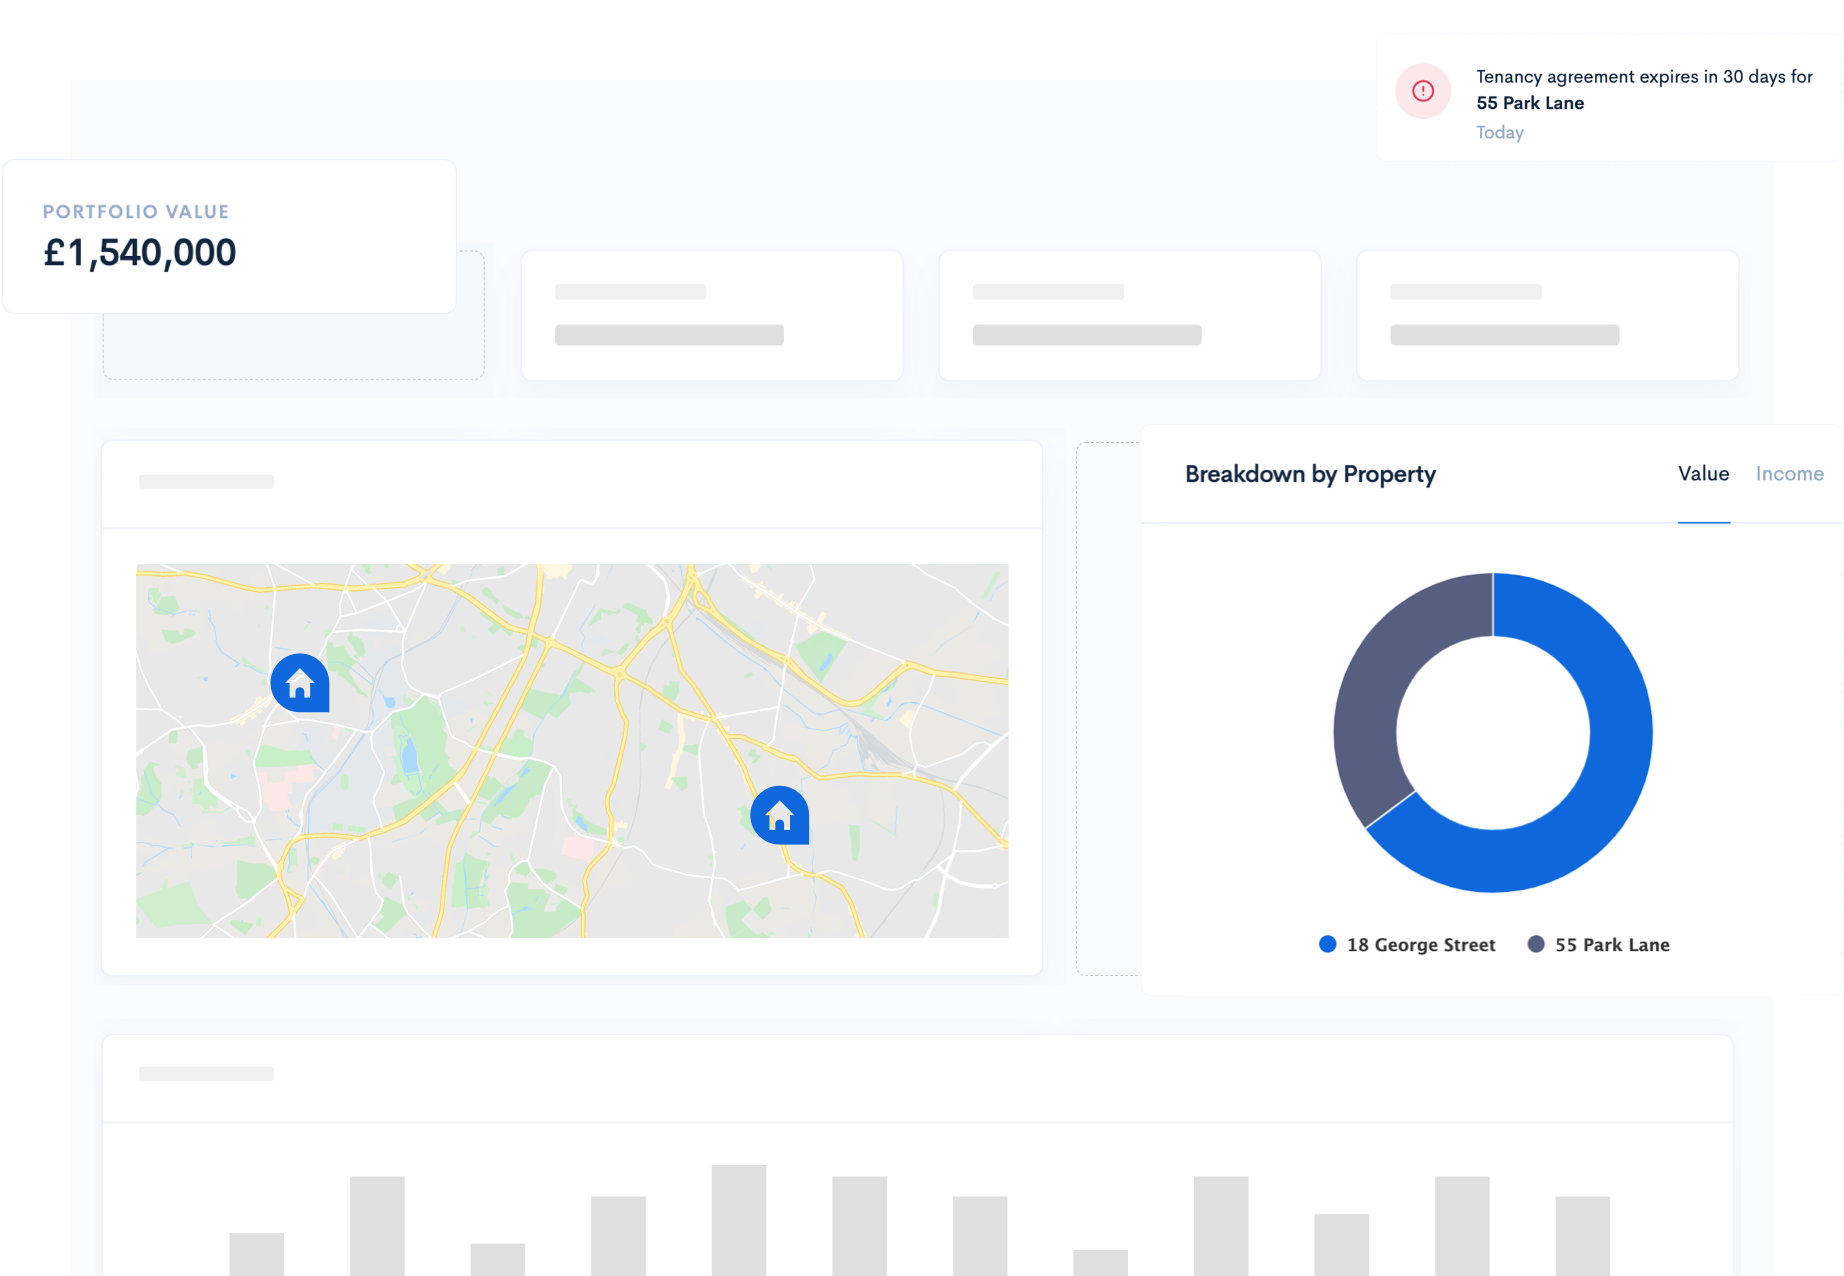 Tenancy agreement expires in 30 days for
55 Park Lane
Today
PORTFOLIO VALUE
£1,540,000
Breakdown by Property
Value
Income
18 George Street
55 Park Lane